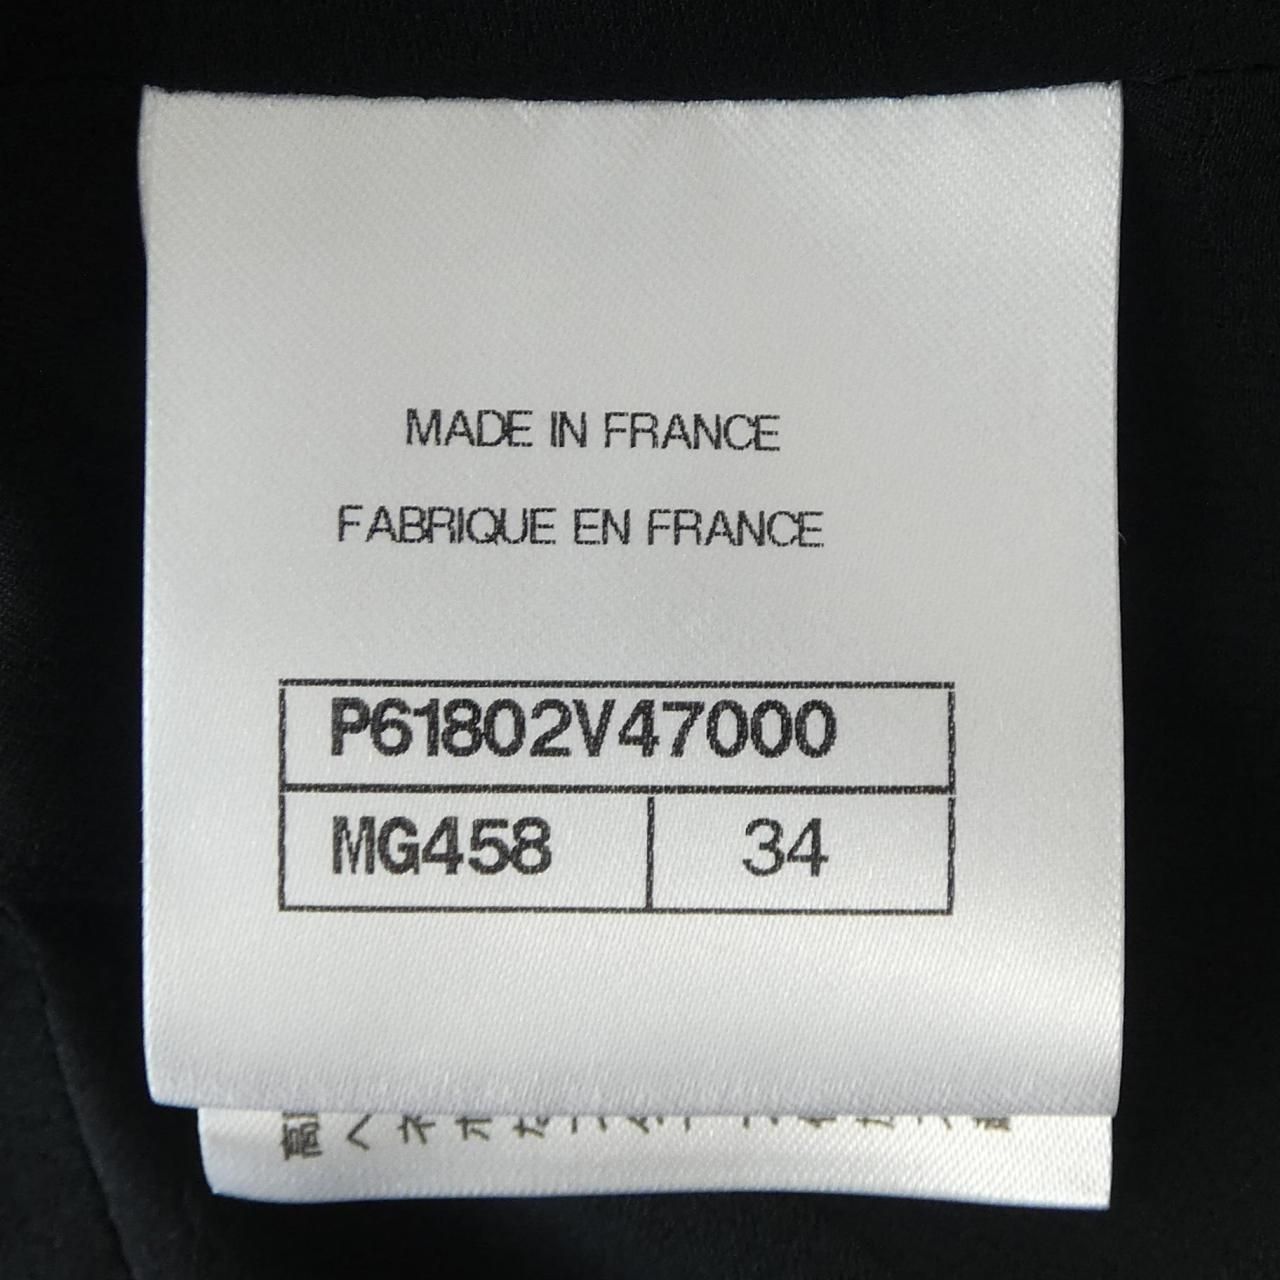 MADE IN FRANCE
FABRIQUE EN FRANCE
P61802V47000
MG458 34